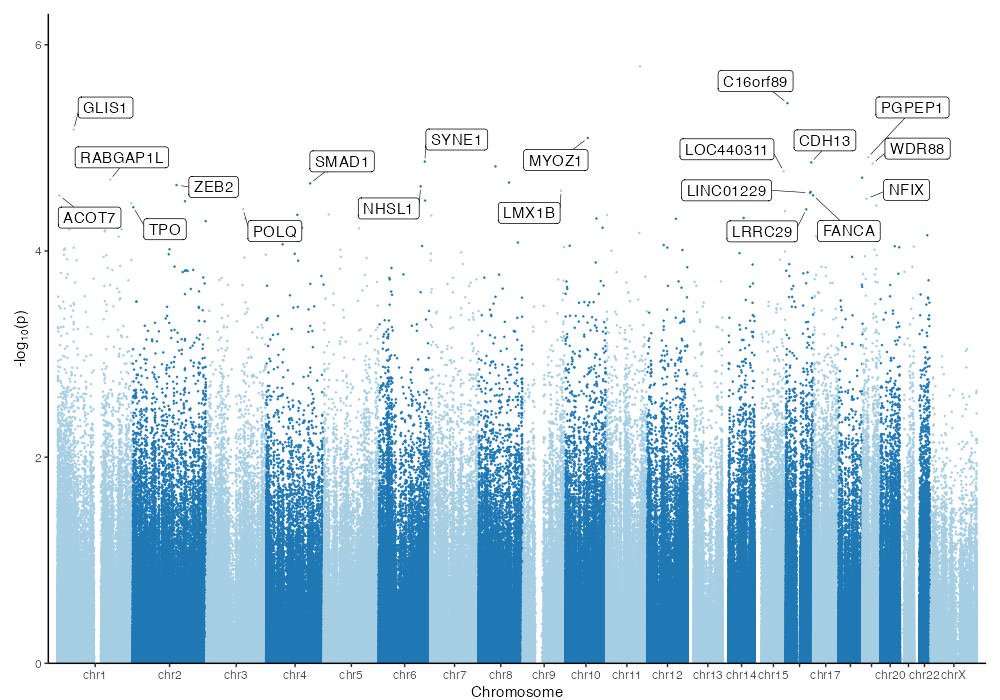 6
C16orf89
GLIS1
PGPEP1
SYNE1
CDH13
RABGAP1L
SMAD1
MYOZ1
LOC440311
WDR88
ZEB2
LINC01229
NFIX
ACOT7
NHSL1
LMX1B
TPO
POLQ
LRRC29
FANCA
4
-log10(p)
2
0
chr1 chr2 chr3 chr4 chr5 chr6 chr7 chr8 chr9 chr10 chr11 chr12 chr13 chr14 chr15 chr17 chr20 chr22 chrX
Chromosome